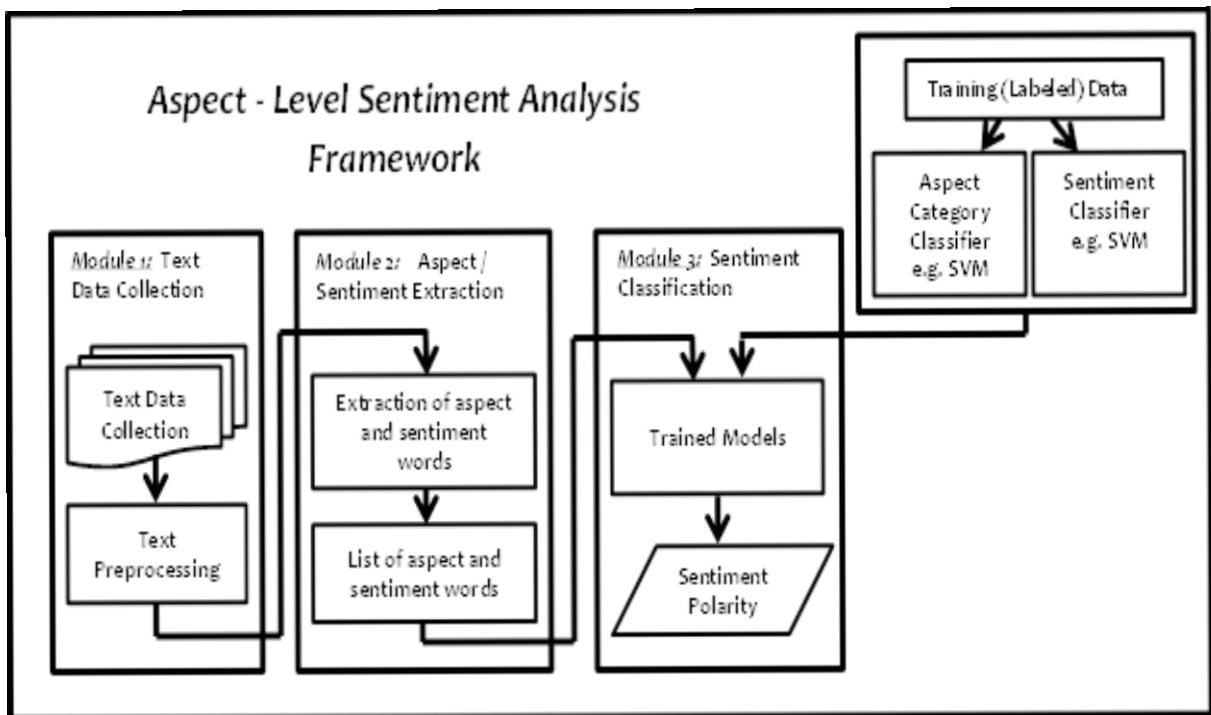 Aspect - Level Sentiment Analysis
Framework
Training (Labeled) Data
Aspect
Category
Classifier
e.g. SVM
Sentiment
Classifier
e.g. SVM
Module 1: Text
Data Collection
Text Data
Collection
Text
Preprocessing
Module 2: Aspect /
Sentiment Extraction
Extraction of aspect
and sentiment
words
List of aspect and
sentiment words
Module 3: Sentiment
Classification
Trained Models
Sentiment
Polarity